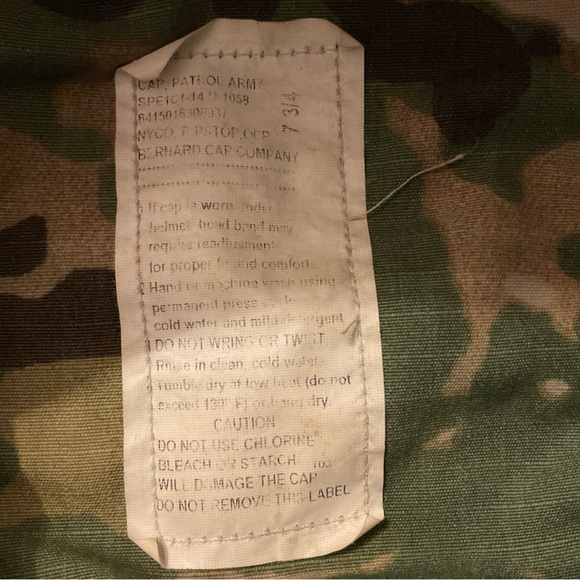 CAP, PATROL ARMY
SPE1C1-14-D-1059
7 3/4
NYCO, RIPSTOP, OCP
BERNARD CAP COMPANY
1 If cap is worn under
helmet, head band may
require readjustment
for proper fit and comfort.
2 Hand or machine wash using
permanent press cycle
cold water and mild detergent
3 DO NOT WRING OR TWIST
Rinse in clean, cold water.
Tumble dry at low heat (do not
exceed 130° F) or hang dry.
CAUTION
DO NOT USE CHLORINE
BLEACH OR STARCH
WILL DAMAGE THE CAP
DO NOT REMOVE THIS LABEL